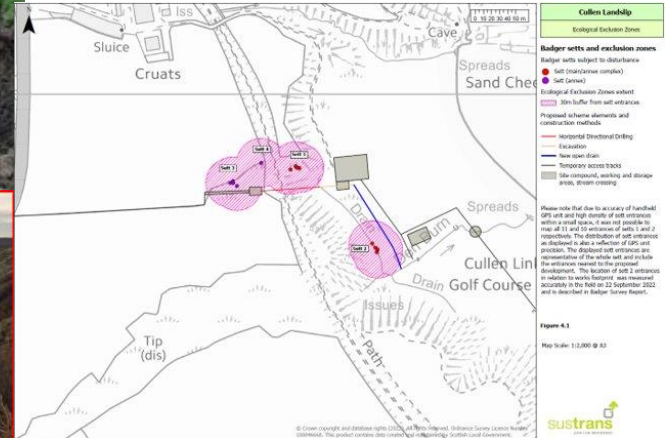 Iss
Sluice
Cruats
0 10 20 30 40 50 m
Cave
Spreads
Sand
Sett 4
Sett 3
Sett 1
Sett 2
Drain
Burn
Spreads
Cullen Lin
Golf Course
Drain
Issues
Path
Tip
(dis)
Cullen Landslip
Ecological Exclusion Zones
Badger setts and exclusion zones
Badger setts subject to disturbance
Sett (main/annex complex)
Sett (annex)
Ecological Exclusion Zones extent
30m buffer from sett entrances
Proposed scheme elements and
construction methods
Horizontal Directional Drilling
Excavation
New open drain
Temporary access tracks
Site compound, working and storage
areas, stream crossing
Please note that due to accuracy of handheld
GPS unit and high density of sett entrances
within a small space, it was not possible to
map all 11 and 10 entrances of setts 1 and 2
respectively. The distribution of sett entrances
as displayed is also a reflection of GPS unit
precision. The displayed sett entrances are
representative of the whole sett and include
the entrances nearest to the proposed
development. The location of sett 2 entrances
in relation to works footprint was measured
accurately in the field on 22 September 2022
and is described in Badger Survey Report.
Figure 4.1
Map Scale: 1:2,000 @ A3
sustrans